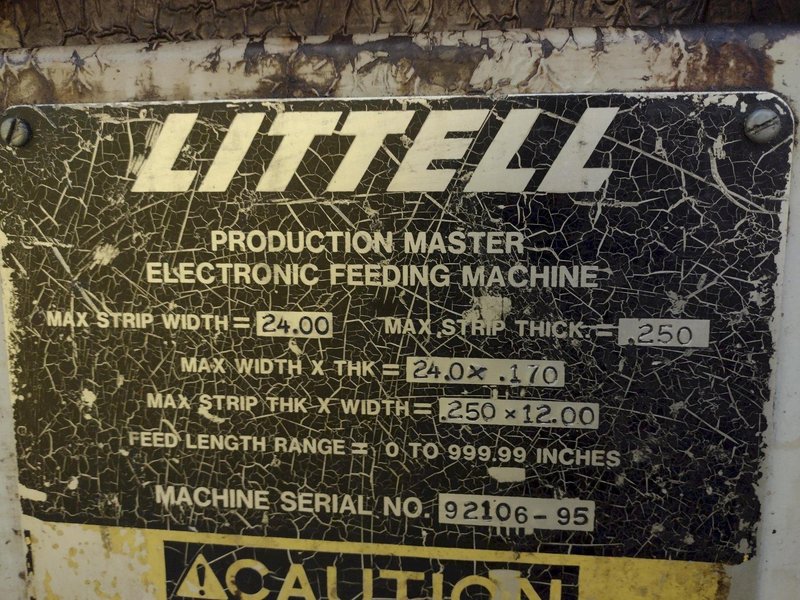 LITTELL
PRODUCTION MASTER
ELECTRONIC FEEDING MACHINE
MAX STRIP WIDTH = 24.00 MAX. STRIP THICK. = .250
MAX WIDTH X THK = 24.0 x .170
MAX STRIP THK X WIDTH = .250 x 12.00
FEED LENGTH RANGE = 0 TO 999.99 INCHES
MACHINE SERIAL NO. 92106-95
CAUTION